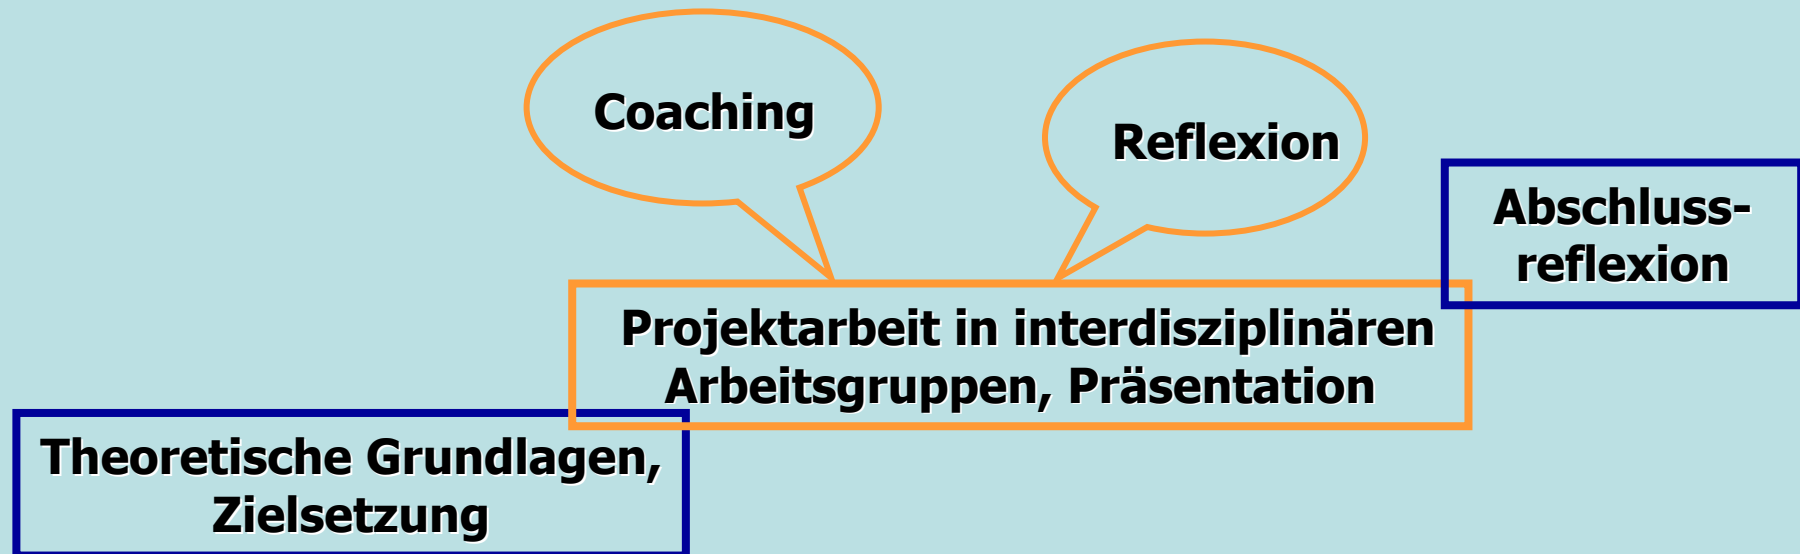 Coaching
Reflexion
Abschluss-
reflexion
Projektarbeit in interdisziplinären
Arbeitsgruppen, Präsentation
Theoretische Grundlagen,
Zielsetzung